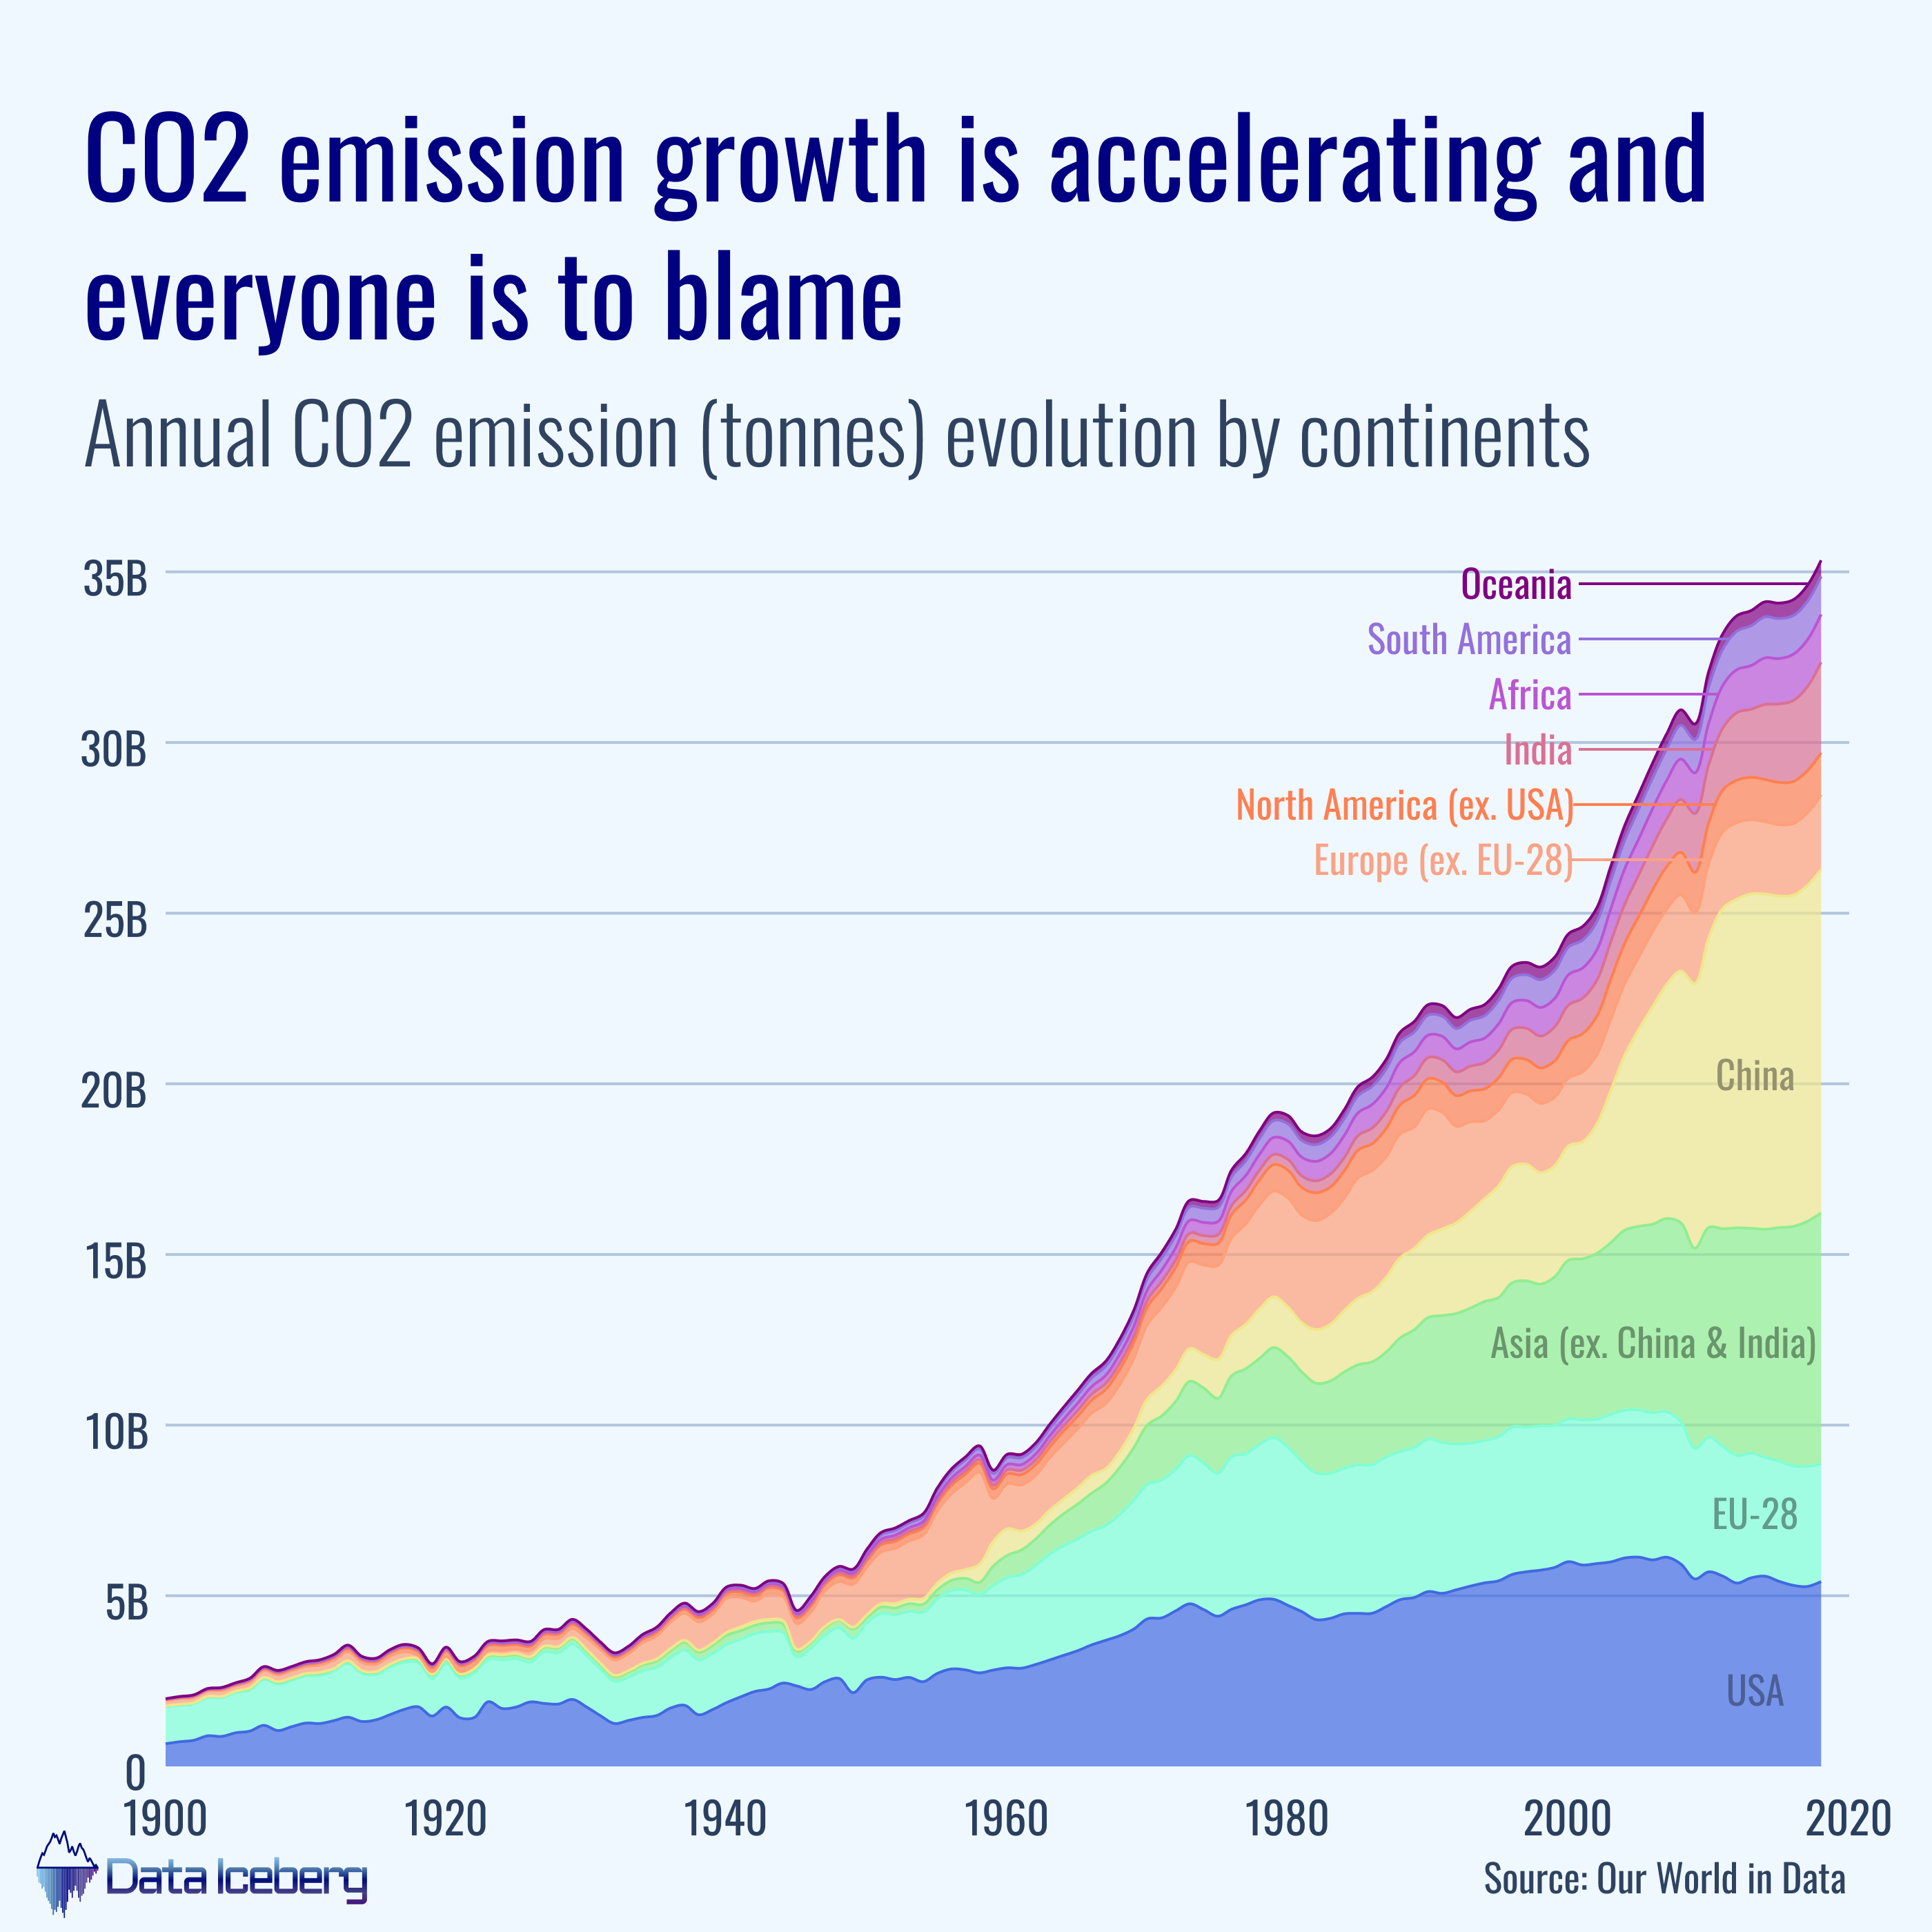 CO2 emission growth is accelerating and
everyone is to blame
Annual CO2 emission (tonnes) evolution by continents
35B
Oceania
South America
Africa
30B
India
North America (ex. USA)
Europe (ex. EU-28)
25B
20B
China
15B
Asia (ex. China & India)
10B
EU-28
5B
USA
0
1900 1920 1940 1960 1980 2000 2020
Data Iceberg
Source: Our World in Data